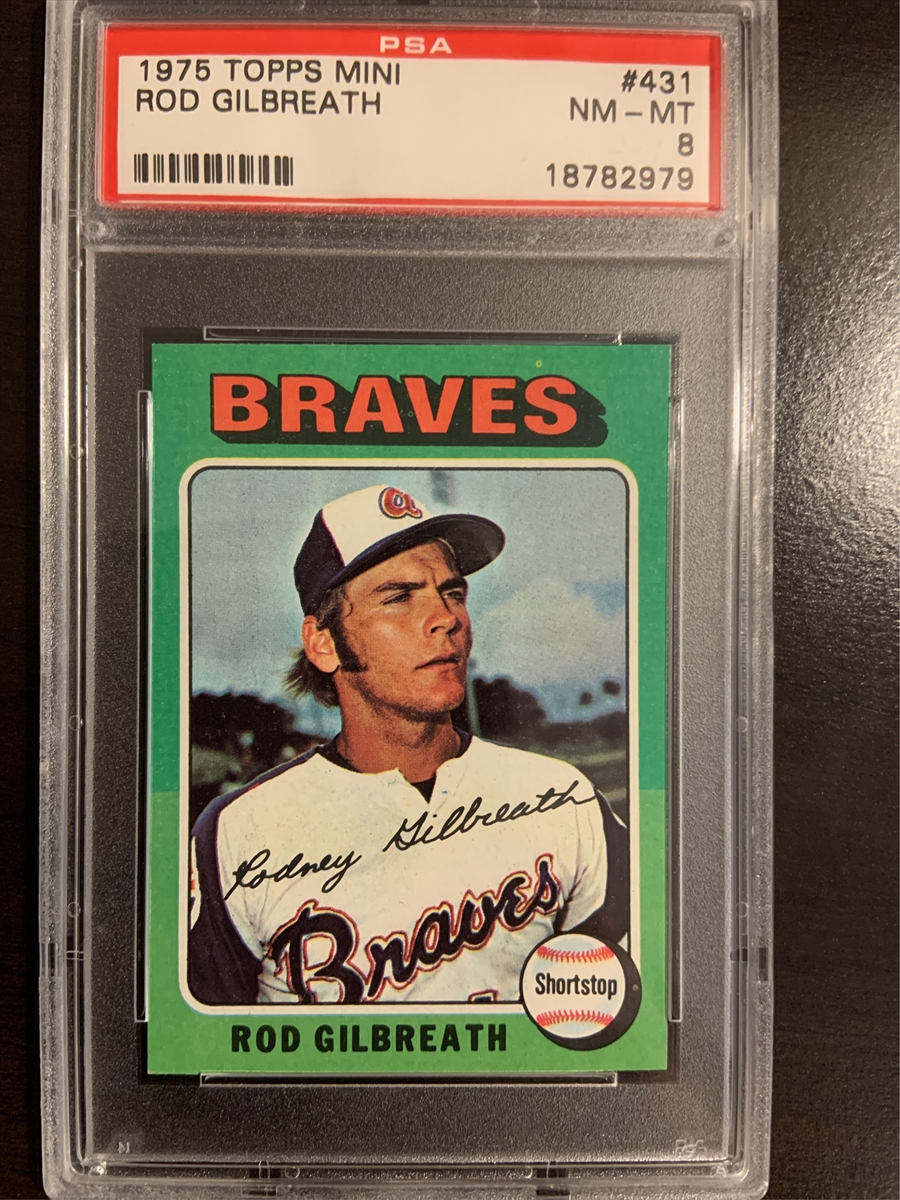 PSA
1975 TOPPS MINI #431
ROD GILBREATH NM-MT
8
18782979
BRAVES
a
Rodney Gilbreath
Braves
Shortstop
ROD GILBREATH